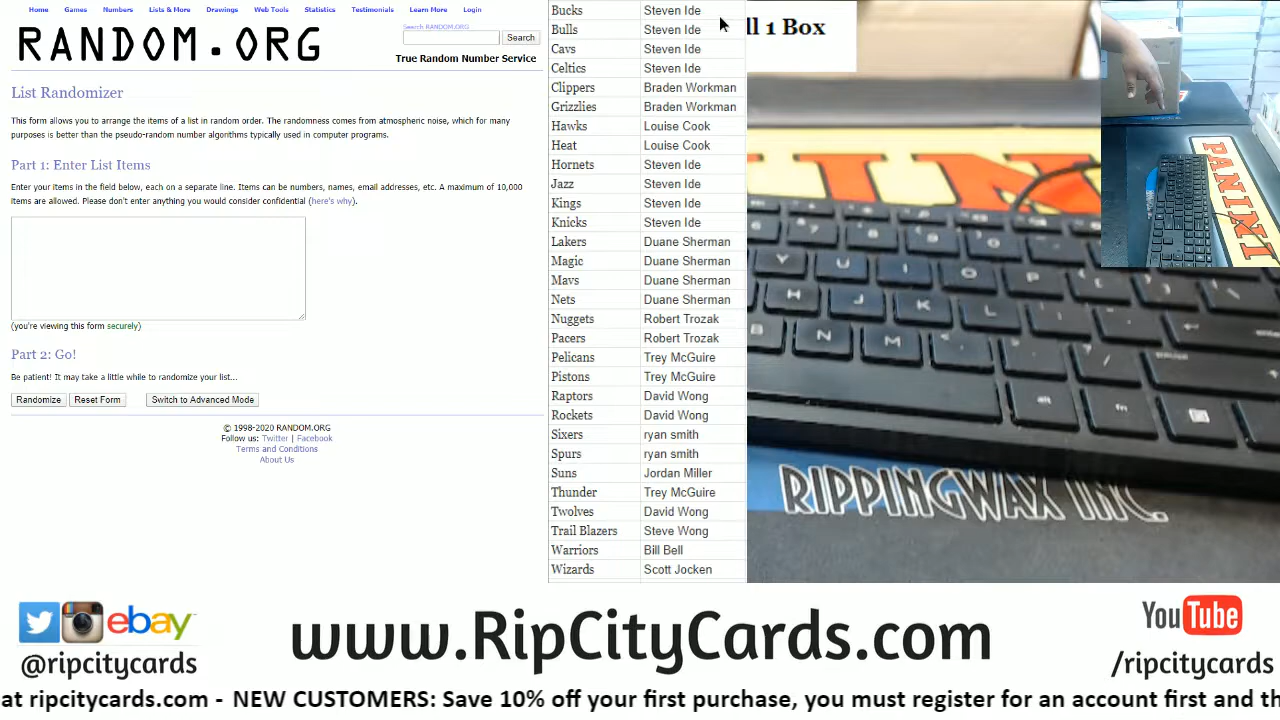 Home Games Numbers Lists & More Drawings Web Tools Statistics Testimonials Learn More Login
RANDOM.ORG
Search RANDOM.ORG
Search
True Random Number Service
List Randomizer
This form allows you to arrange the items of a list in random order. The randomness comes from atmospheric noise, which for many
purposes is better than the pseudo-random number algorithms typically used in computer programs.
Part 1: Enter List Items
Enter your items in the field below, each on a separate line. Items can be numbers, names, email addresses, etc. A maximum of 10,000
items are allowed. Please don't enter anything you would consider confidential (here's why).
(you're viewing this form securely)
Part 2: Go!
Be patient! It may take a little while to randomize your list...
Randomize Reset Form Switch to Advanced Mode
© 1998-2020 RANDOM.ORG
Follow us: Twitter | Facebook
Terms and Conditions
About Us
Bucks Steven Ide
Bulls Steven Ide
Cavs Steven Ide
Celtics Steven Ide
Clippers Braden Workman
Grizzlies Braden Workman
Hawks Louise Cook
Heat Louise Cook
Hornets Steven Ide
Jazz Steven Ide
Kings Steven Ide
Knicks Steven Ide
Lakers Duane Sherman
Magic Duane Sherman
Mavs Duane Sherman
Nets Duane Sherman
Nuggets Robert Trozak
Pacers Robert Trozak
Pelicans Trey McGuire
Pistons Trey McGuire
Raptors David Wong
Rockets David Wong
Sixers ryan smith
Spurs ryan smith
Suns Jordan Miller
Thunder Trey McGuire
Twolves David Wong
Trail Blazers Steve Wong
Warriors Bill Bell
Wizards Scott Jocken
ll 1 Box
PANINI
6 7 8 9 0
Y U I O P
H J K L
B N M
alt fn
RIPPINGWAX INC.
ebay
@ripcitycards
www.RipCityCards.com
YouTube
/ripcitycards
at ripcitycards.com - NEW CUSTOMERS: Save 10% off your first purchase, you must register for an account first and th